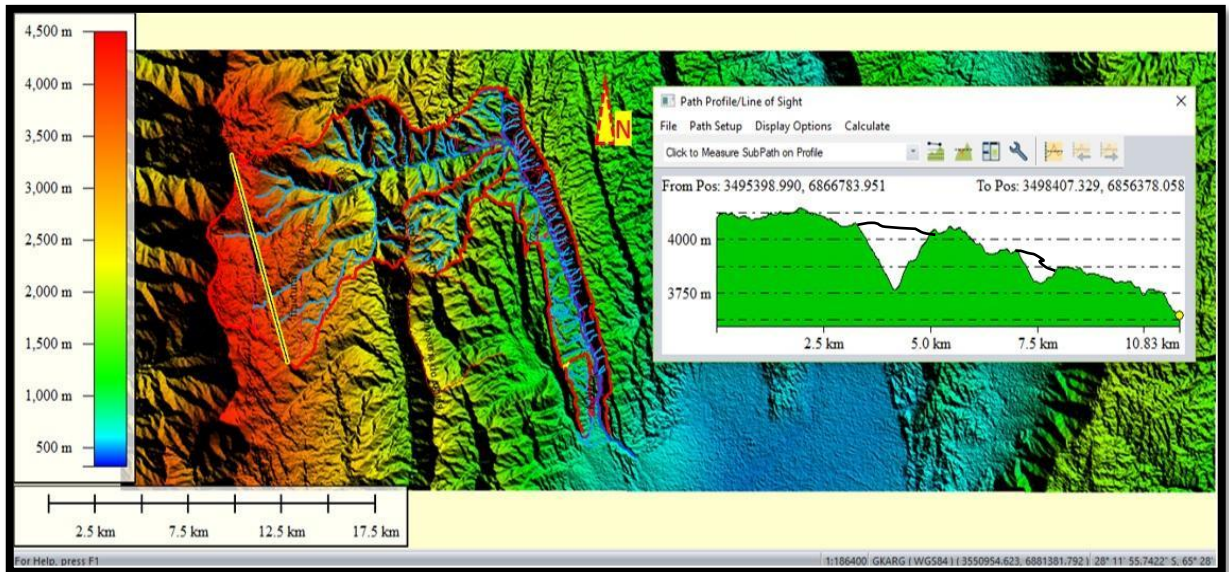 4,500 m
4,000 m
3,500 m
3,000 m
2,500 m
2,000 m
1,500 m
1,000 m
500 m
2.5 km 7.5 km 12.5 km 17.5 km
N
Path Profile/Line of Sight
File Path Setup Display Options Calculate
Click to Measure SubPath on Profile
From Pos: 3495398.990, 6866783.951 To Pos: 3498407.329, 6856378.058
4000 m
3750 m
2.5 km 5.0 km 7.5 km 10.83 km
For Help, press F1
1:186400 GKARG ( WGS84 ) ( 3550954.623, 6881381.792 ) 28° 11' 55.7422" S, 65° 28'